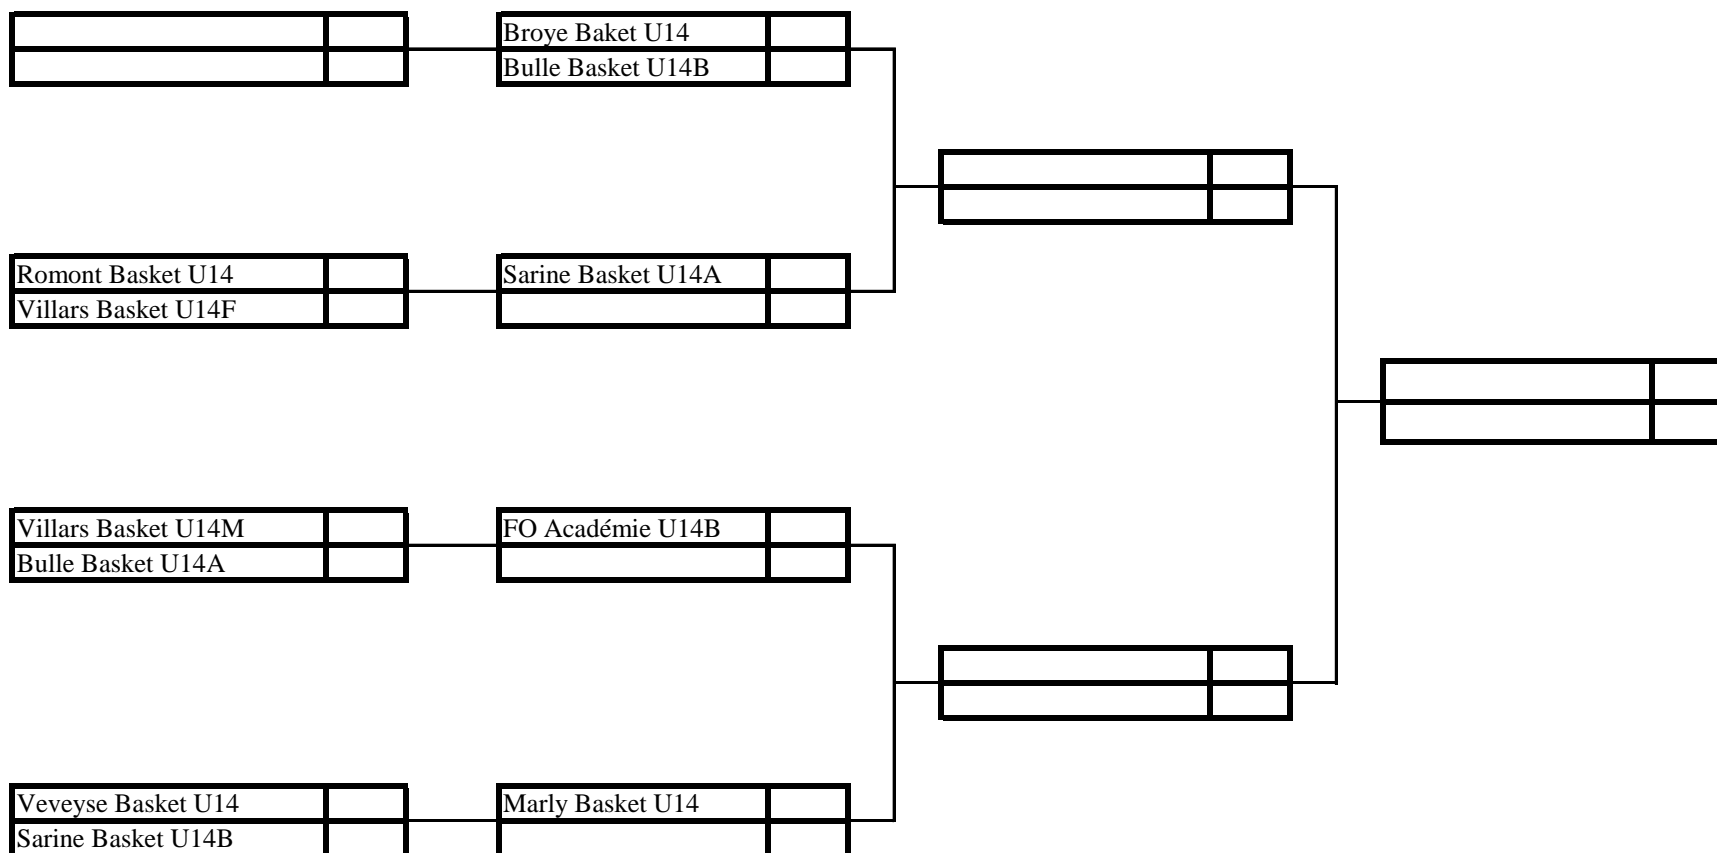 Broye Baket U14
Bulle Basket U14B
Romont Basket U14
Villars Basket U14F
Sarine Basket U14A
Villars Basket U14M
Bulle Basket U14A
FO Académie U14B
Veveyse Basket U14
Sarine Basket U14B
Marly Basket U14